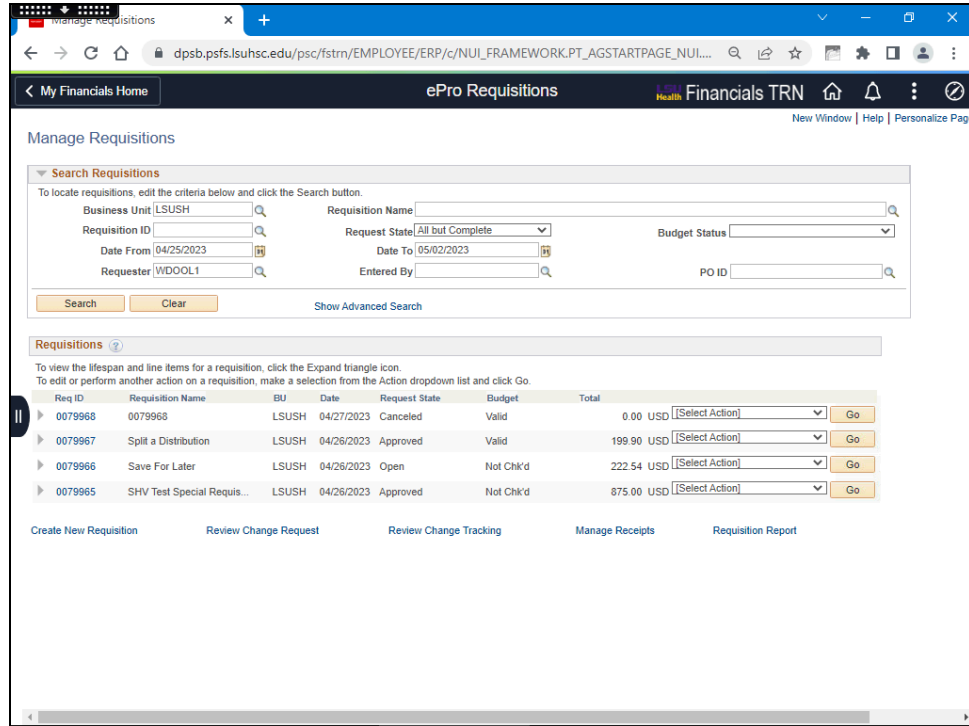 Manage Requisitions
dpsb.psfs.lsuhsc.edu/psc/fstrn/EMPLOYEE/ERP/c/NUI_FRAMEWORK.PT_AGSTARTPAGE_NUI....
My Financials Home ePro Requisitions LSU Health Financials TRN
New Window | Help | Personalize Pag
Manage Requisitions
Search Requisitions
To locate requisitions, edit the criteria below and click the Search button.
Business Unit LSUSH Requisition Name
Requisition ID Request State All but Complete Budget Status
Date From 04/25/2023 Date To 05/02/2023
Requester WDOOL1 Entered By PO ID
Search Clear Show Advanced Search
Requisitions ?
To view the lifespan and line items for a requisition, click the Expand triangle icon.
To edit or perform another action on a requisition, make a selection from the Action dropdown list and click Go.
Req ID Requisition Name BU Date Request State Budget Total
0079968 0079968 LSUSH 04/27/2023 Canceled Valid 0.00 USD [Select Action] Go
0079967 Split a Distribution LSUSH 04/26/2023 Approved Valid 199.90 USD [Select Action] Go
0079966 Save For Later LSUSH 04/26/2023 Open Not Chk'd 222.54 USD [Select Action] Go
0079965 SHV Test Special Requis... LSUSH 04/26/2023 Approved Not Chk'd 875.00 USD [Select Action] Go
Create New Requisition Review Change Request Review Change Tracking Manage Receipts Requisition Report